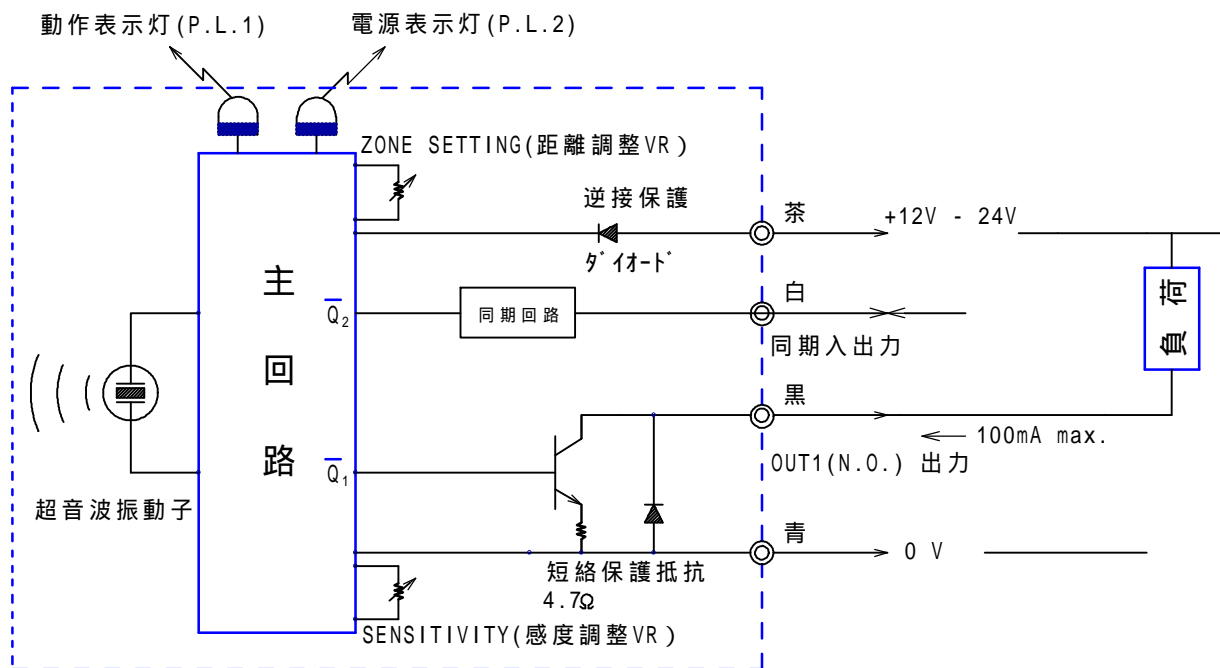 動作表示灯(P.L.1)
電源表示灯(P.L.2)
ZONE SETTING(距離調整VR)
逆接保護
ダイオード
茶
+12V - 24V
主回路
Q2
同期回路
白
同期入出力
負荷
黒
100mA max.
OUT1(N.O.) 出力
Q1
超音波振動子
青
0 V
短絡保護抵抗
4.7Ω
SENSITIVITY(感度調整VR)